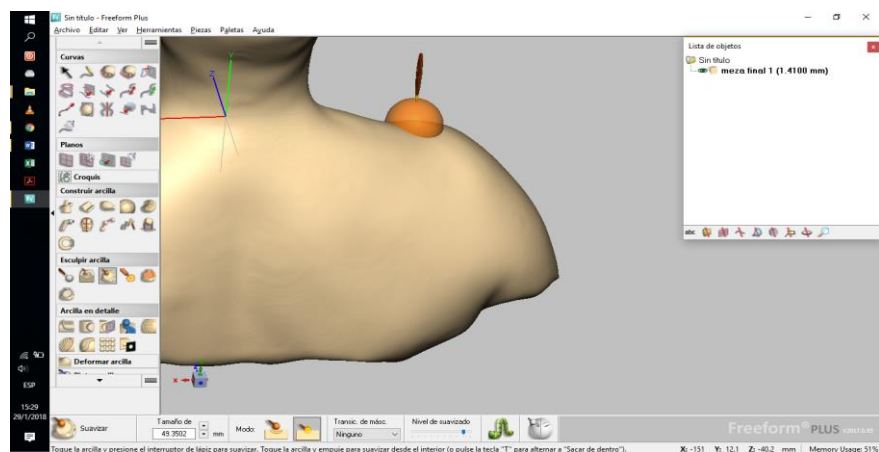 Sin título - Freeform Plus
Archivo Editar Ver Herramientas Piezas Paletas Ayuda
Curvas
Planos
Croquis
Construir arcilla
Esculpir arcilla
Arcilla en detalle
Deformar arcilla
Y
Z
Lista de objetos
Sin título
meza final 1 (1.4100 mm)
abc
ESP
15:29
29/1/2018
Suavizar
Tamaño de
49.3502
mm
Modo:
Transic. de másc.
Ninguno
Nivel de suavizado
Freeform® PLUS
Toque la arcilla y presione el interruptor de lápiz para suavizar. Toque la arcilla y empuje para suavizar desde el interior (o pulse la tecla "T" para alternar a "Sacar de dentro").
X: -151 Y: 12.1 Z: -40.2 mm Memory Usage: 51%